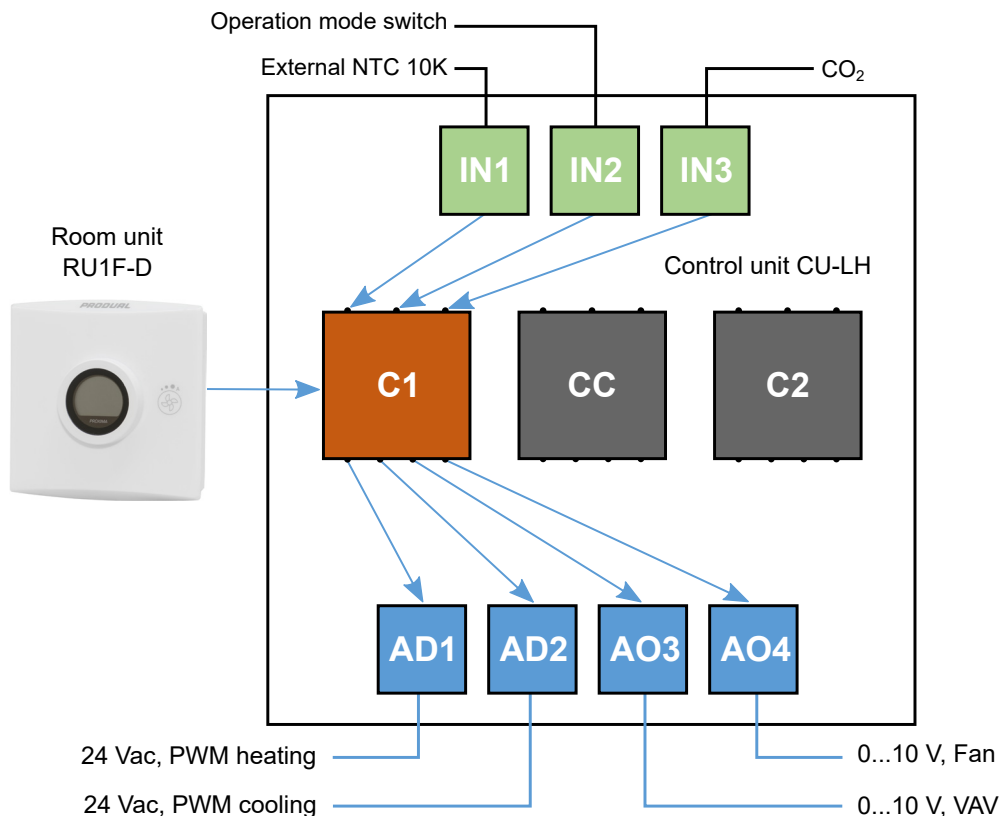 Operation mode switch
External NTC 10K
CO₂
IN1
IN2
IN3
Room unit
RU1F-D
Control unit CU-LH
PRODUAL
C1
CC
C2
AD1
AD2
AO3
AO4
24 Vac, PWM heating
0...10 V, Fan
24 Vac, PWM cooling
0...10 V, VAV